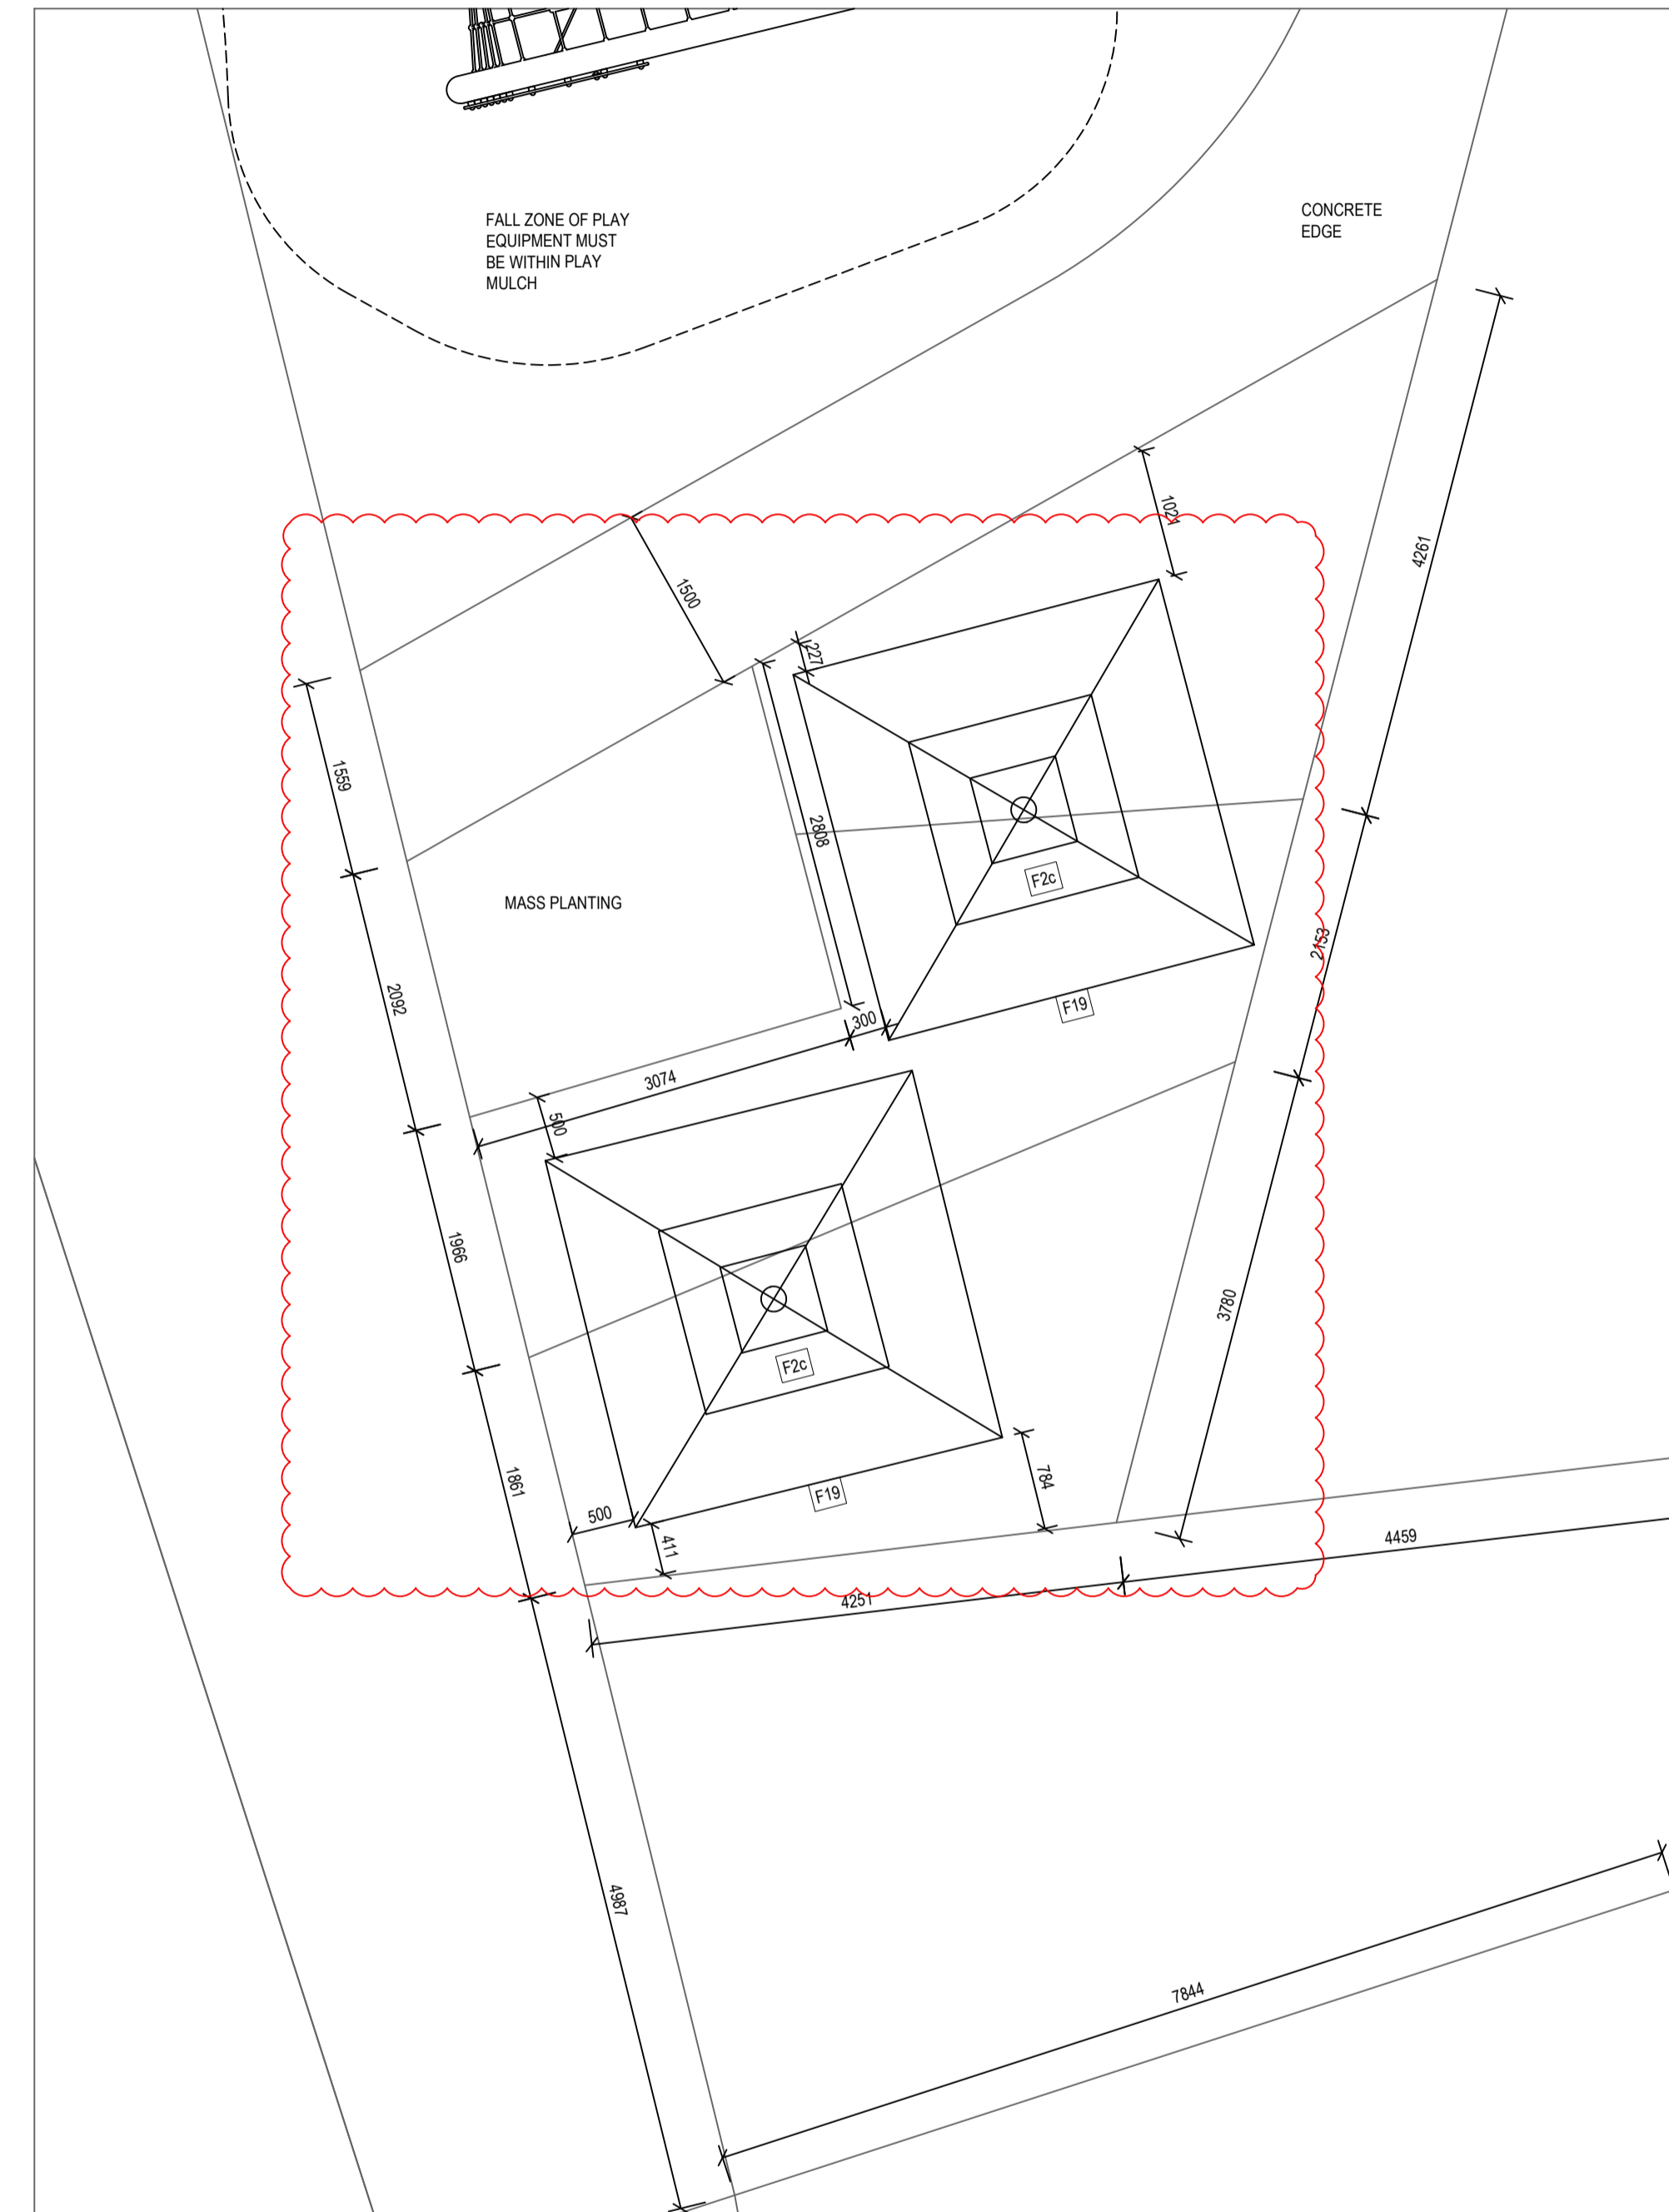 FALL ZONE OF PLAY
EQUIPMENT MUST
BE WITHIN PLAY
MULCH
CONCRETE
EDGE
1021
4261
1500
227
1559
2808
F2c
MASS PLANTING
2153
2092
300
F19
3074
500
1966
3780
F2c
1861
784
F19
500
411
4459
4251
4987
7844